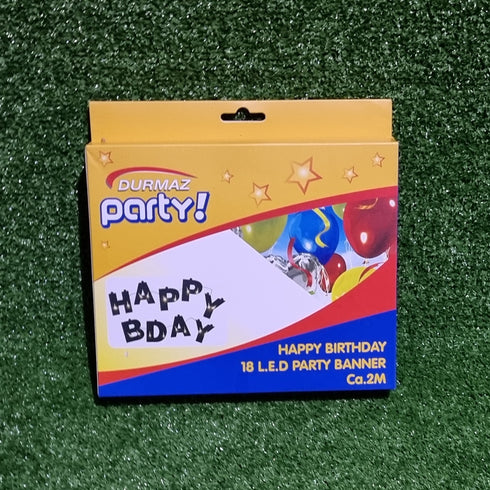 DURMAZ
party!
HAPPY
BDAY
HAPPY BIRTHDAY
18 L.E.D PARTY BANNER
Ca.2M